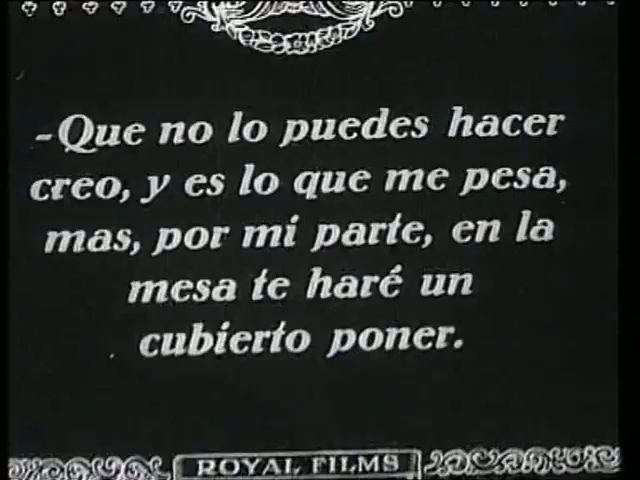 -Que no lo puedes hacer
creo, y es lo que me pesa,
mas, por mi parte, en la
mesa te haré un
cubierto poner.
ROYAL FILMS